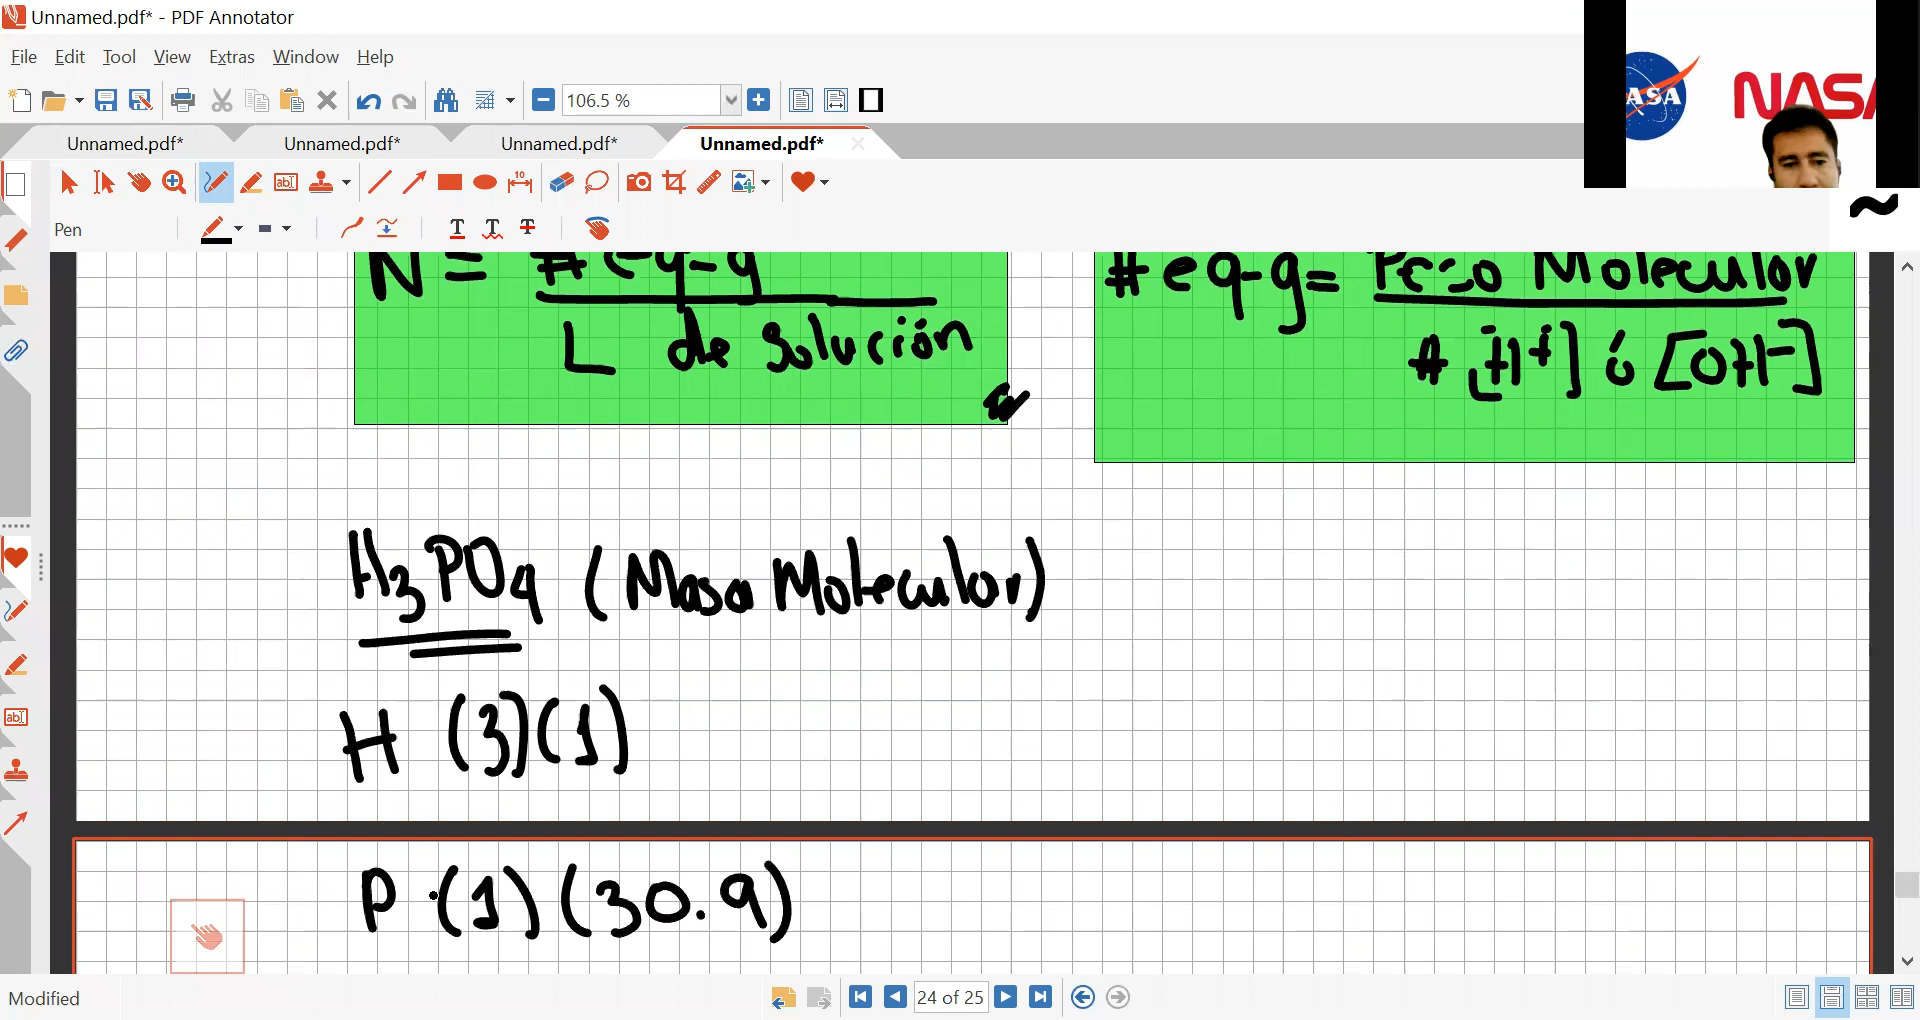 Unnamed.pdf* - PDF Annotator
File Edit Tool View Extras Window Help
106.5 %
Unnamed.pdf* Unnamed.pdf* Unnamed.pdf* Unnamed.pdf*
Pen
NASA
NASA
N = # eq-g
L de solución
#eq-g = Peso Molecular
# [H+] ó [OH-]
H3PO4 (Masa Molecular)
H (3)(1)
P (1)(30.9)
Modified
24 of 25